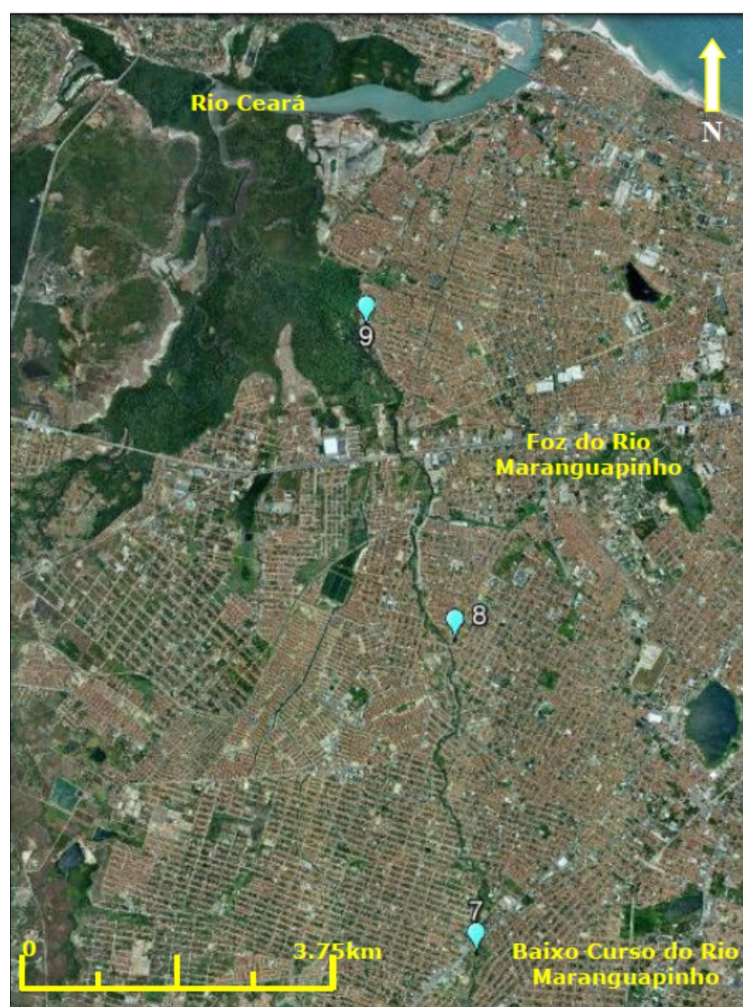 Rio Ceará
N
9
Foz do Rio
Maranguapinho
8
7
0
3.75km
Baixo Curso do Rio
Maranguapinho